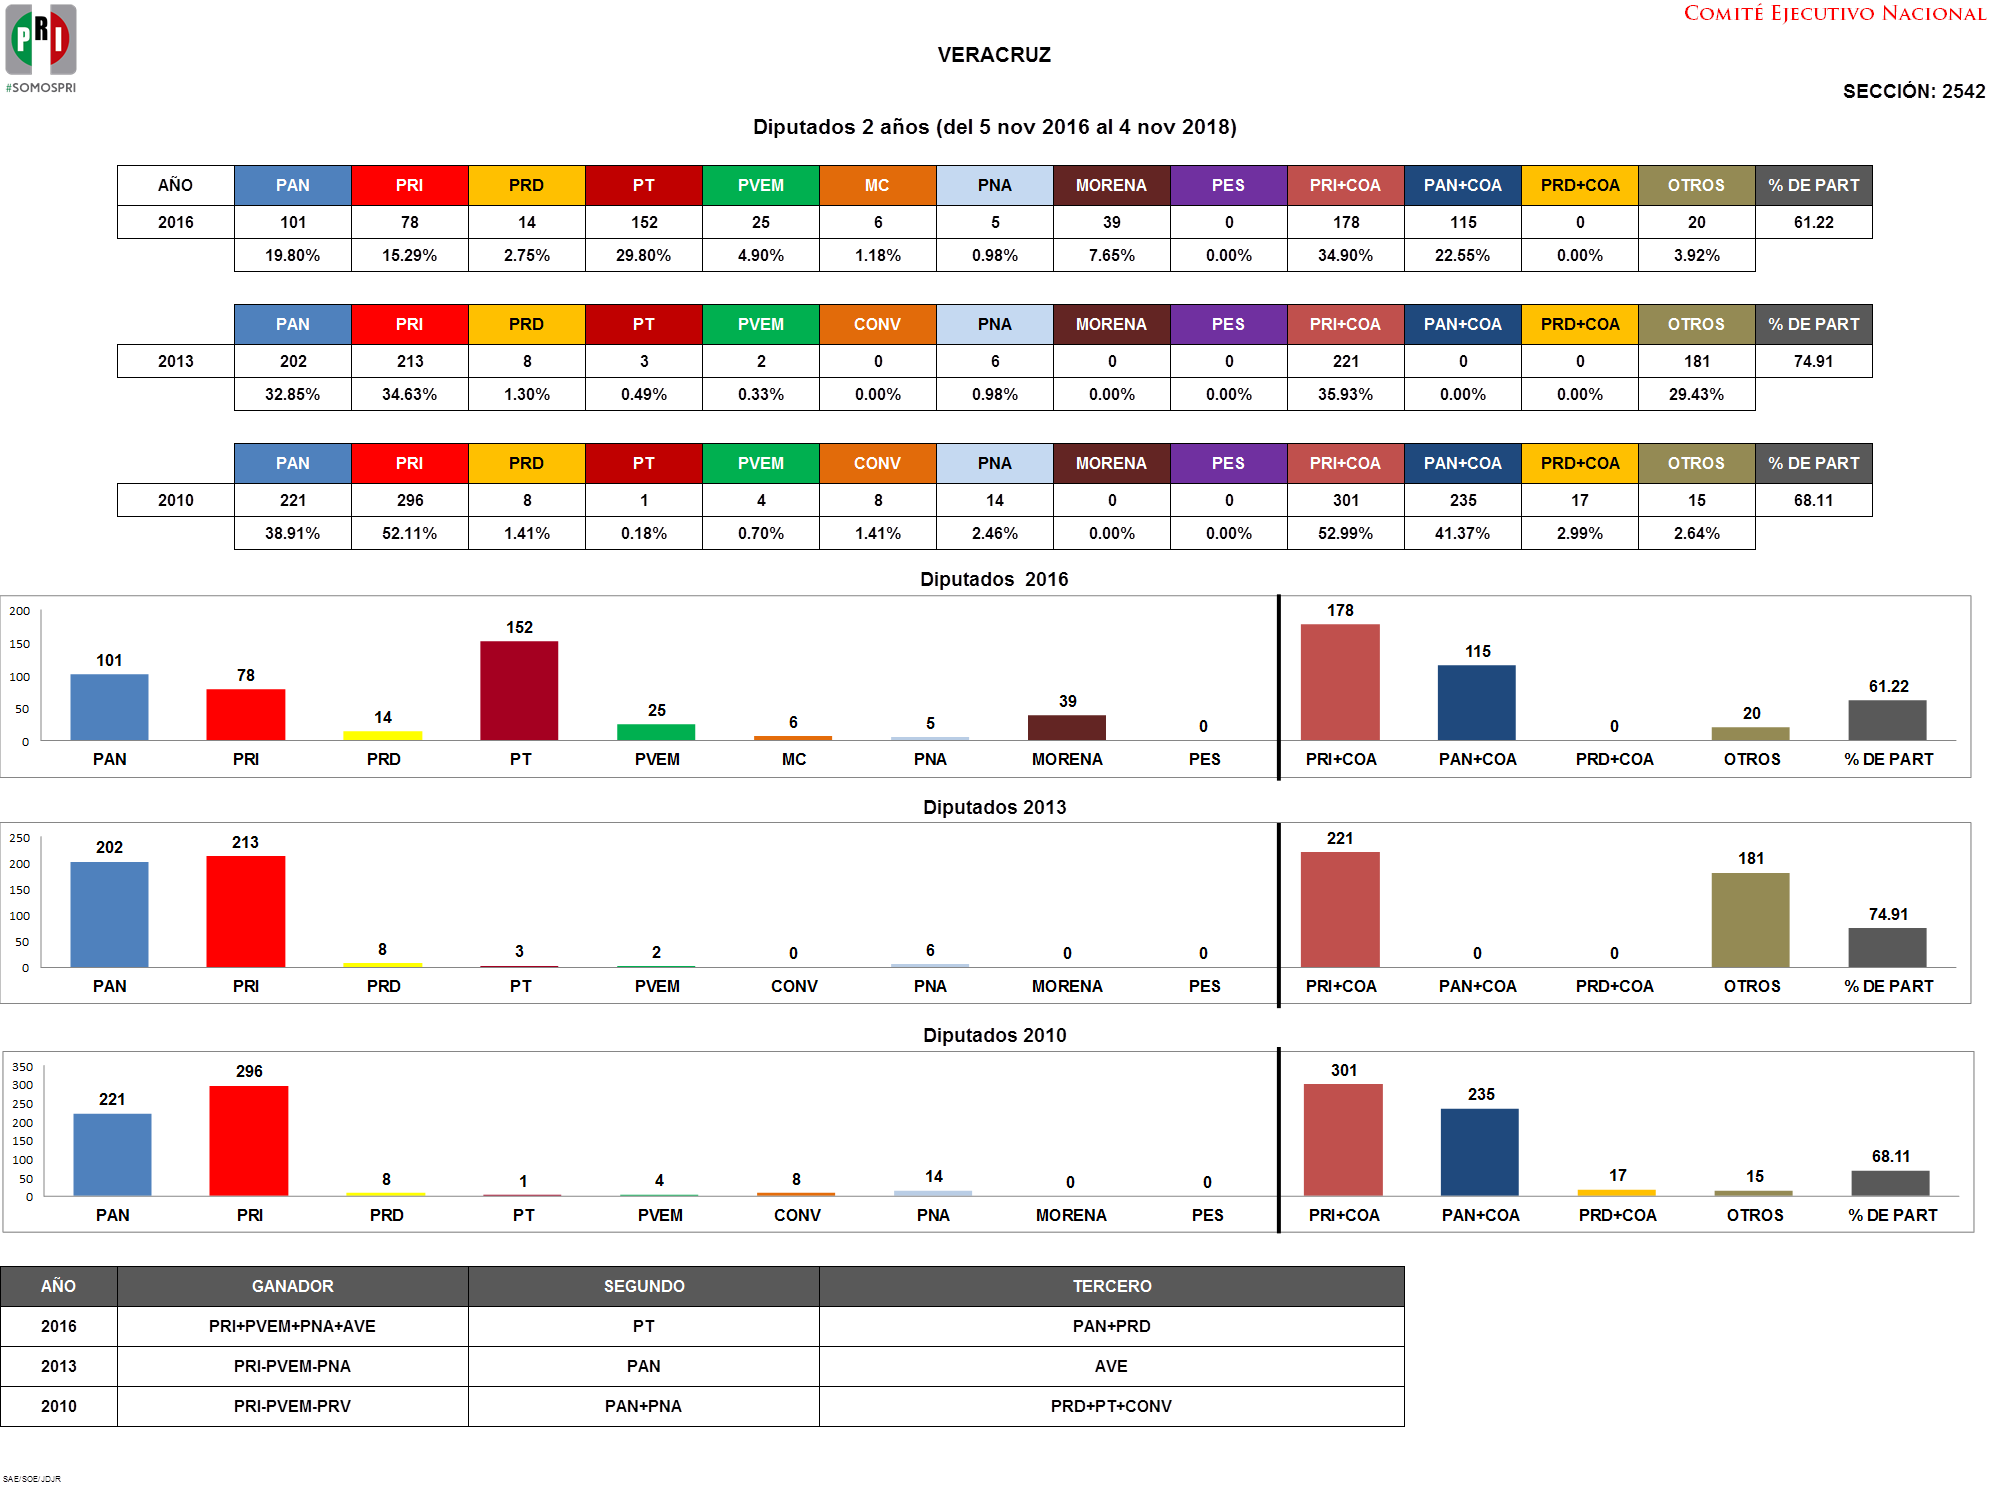 PRI
#SOMOSPRI
COMITÉ EJECUTIVO NACIONAL
VERACRUZ
SECCIÓN: 2542
Diputados 2 años (del 5 nov 2016 al 4 nov 2018)
AÑO PAN PRI PRD PT PVEM MC PNA MORENA PES PRI+COA PAN+COA PRD+COA OTROS % DE PART
2016 101 78 14 152 25 6 5 39 0 178 115 0 20 61.22
19.80% 15.29% 2.75% 29.80% 4.90% 1.18% 0.98% 7.65% 0.00% 34.90% 22.55% 0.00% 3.92%
PAN PRI PRD PT PVEM CONV PNA MORENA PES PRI+COA PAN+COA PRD+COA OTROS % DE PART
2013 202 213 8 3 2 0 6 0 0 221 0 0 181 74.91
32.85% 34.63% 1.30% 0.49% 0.33% 0.00% 0.98% 0.00% 0.00% 35.93% 0.00% 0.00% 29.43%
PAN PRI PRD PT PVEM CONV PNA MORENA PES PRI+COA PAN+COA PRD+COA OTROS % DE PART
2010 221 296 8 1 4 8 14 0 0 301 235 17 15 68.11
38.91% 52.11% 1.41% 0.18% 0.70% 1.41% 2.46% 0.00% 0.00% 52.99% 41.37% 2.99% 2.64%
Diputados 2016
200
150
100
50
0
101 78 14 152 25 6 5 39 0 178 115 0 20 61.22
PAN PRI PRD PT PVEM MC PNA MORENA PES PRI+COA PAN+COA PRD+COA OTROS % DE PART
Diputados 2013
250
200
150
100
50
0
202 213 8 3 2 0 6 0 0 221 0 0 181 74.91
PAN PRI PRD PT PVEM CONV PNA MORENA PES PRI+COA PAN+COA PRD+COA OTROS % DE PART
Diputados 2010
350
300
250
200
150
100
50
0
221 296 8 1 4 8 14 0 0 301 235 17 15 68.11
PAN PRI PRD PT PVEM CONV PNA MORENA PES PRI+COA PAN+COA PRD+COA OTROS % DE PART
AÑO GANADOR SEGUNDO TERCERO
2016 PRI+PVEM+PNA+AVE PT PAN+PRD
2013 PRI-PVEM-PNA PAN AVE
2010 PRI-PVEM-PRV PAN+PNA PRD+PT+CONV
SAE/SOE/JDJR